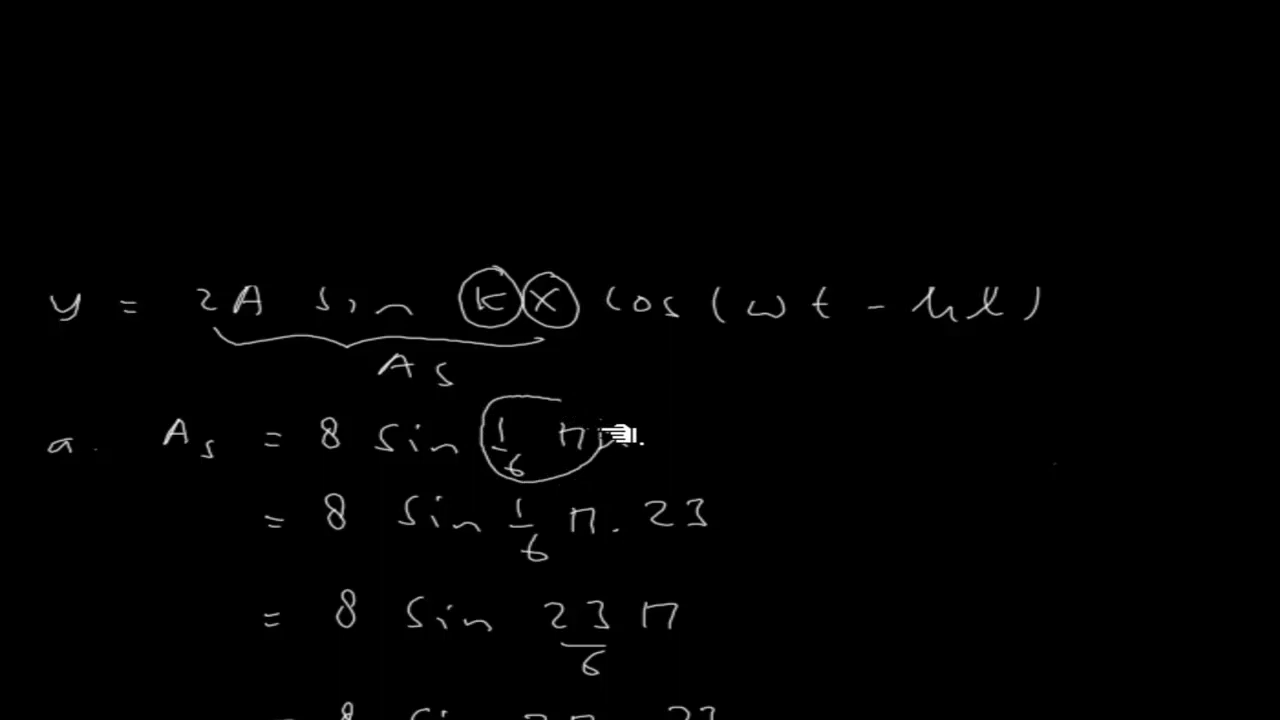 y = 2A sin kx cos(ωt - kl)
As
a. As = 8 sin 1/6 π
= 8 sin 1/6 π. 23
= 8 sin 23/6 π